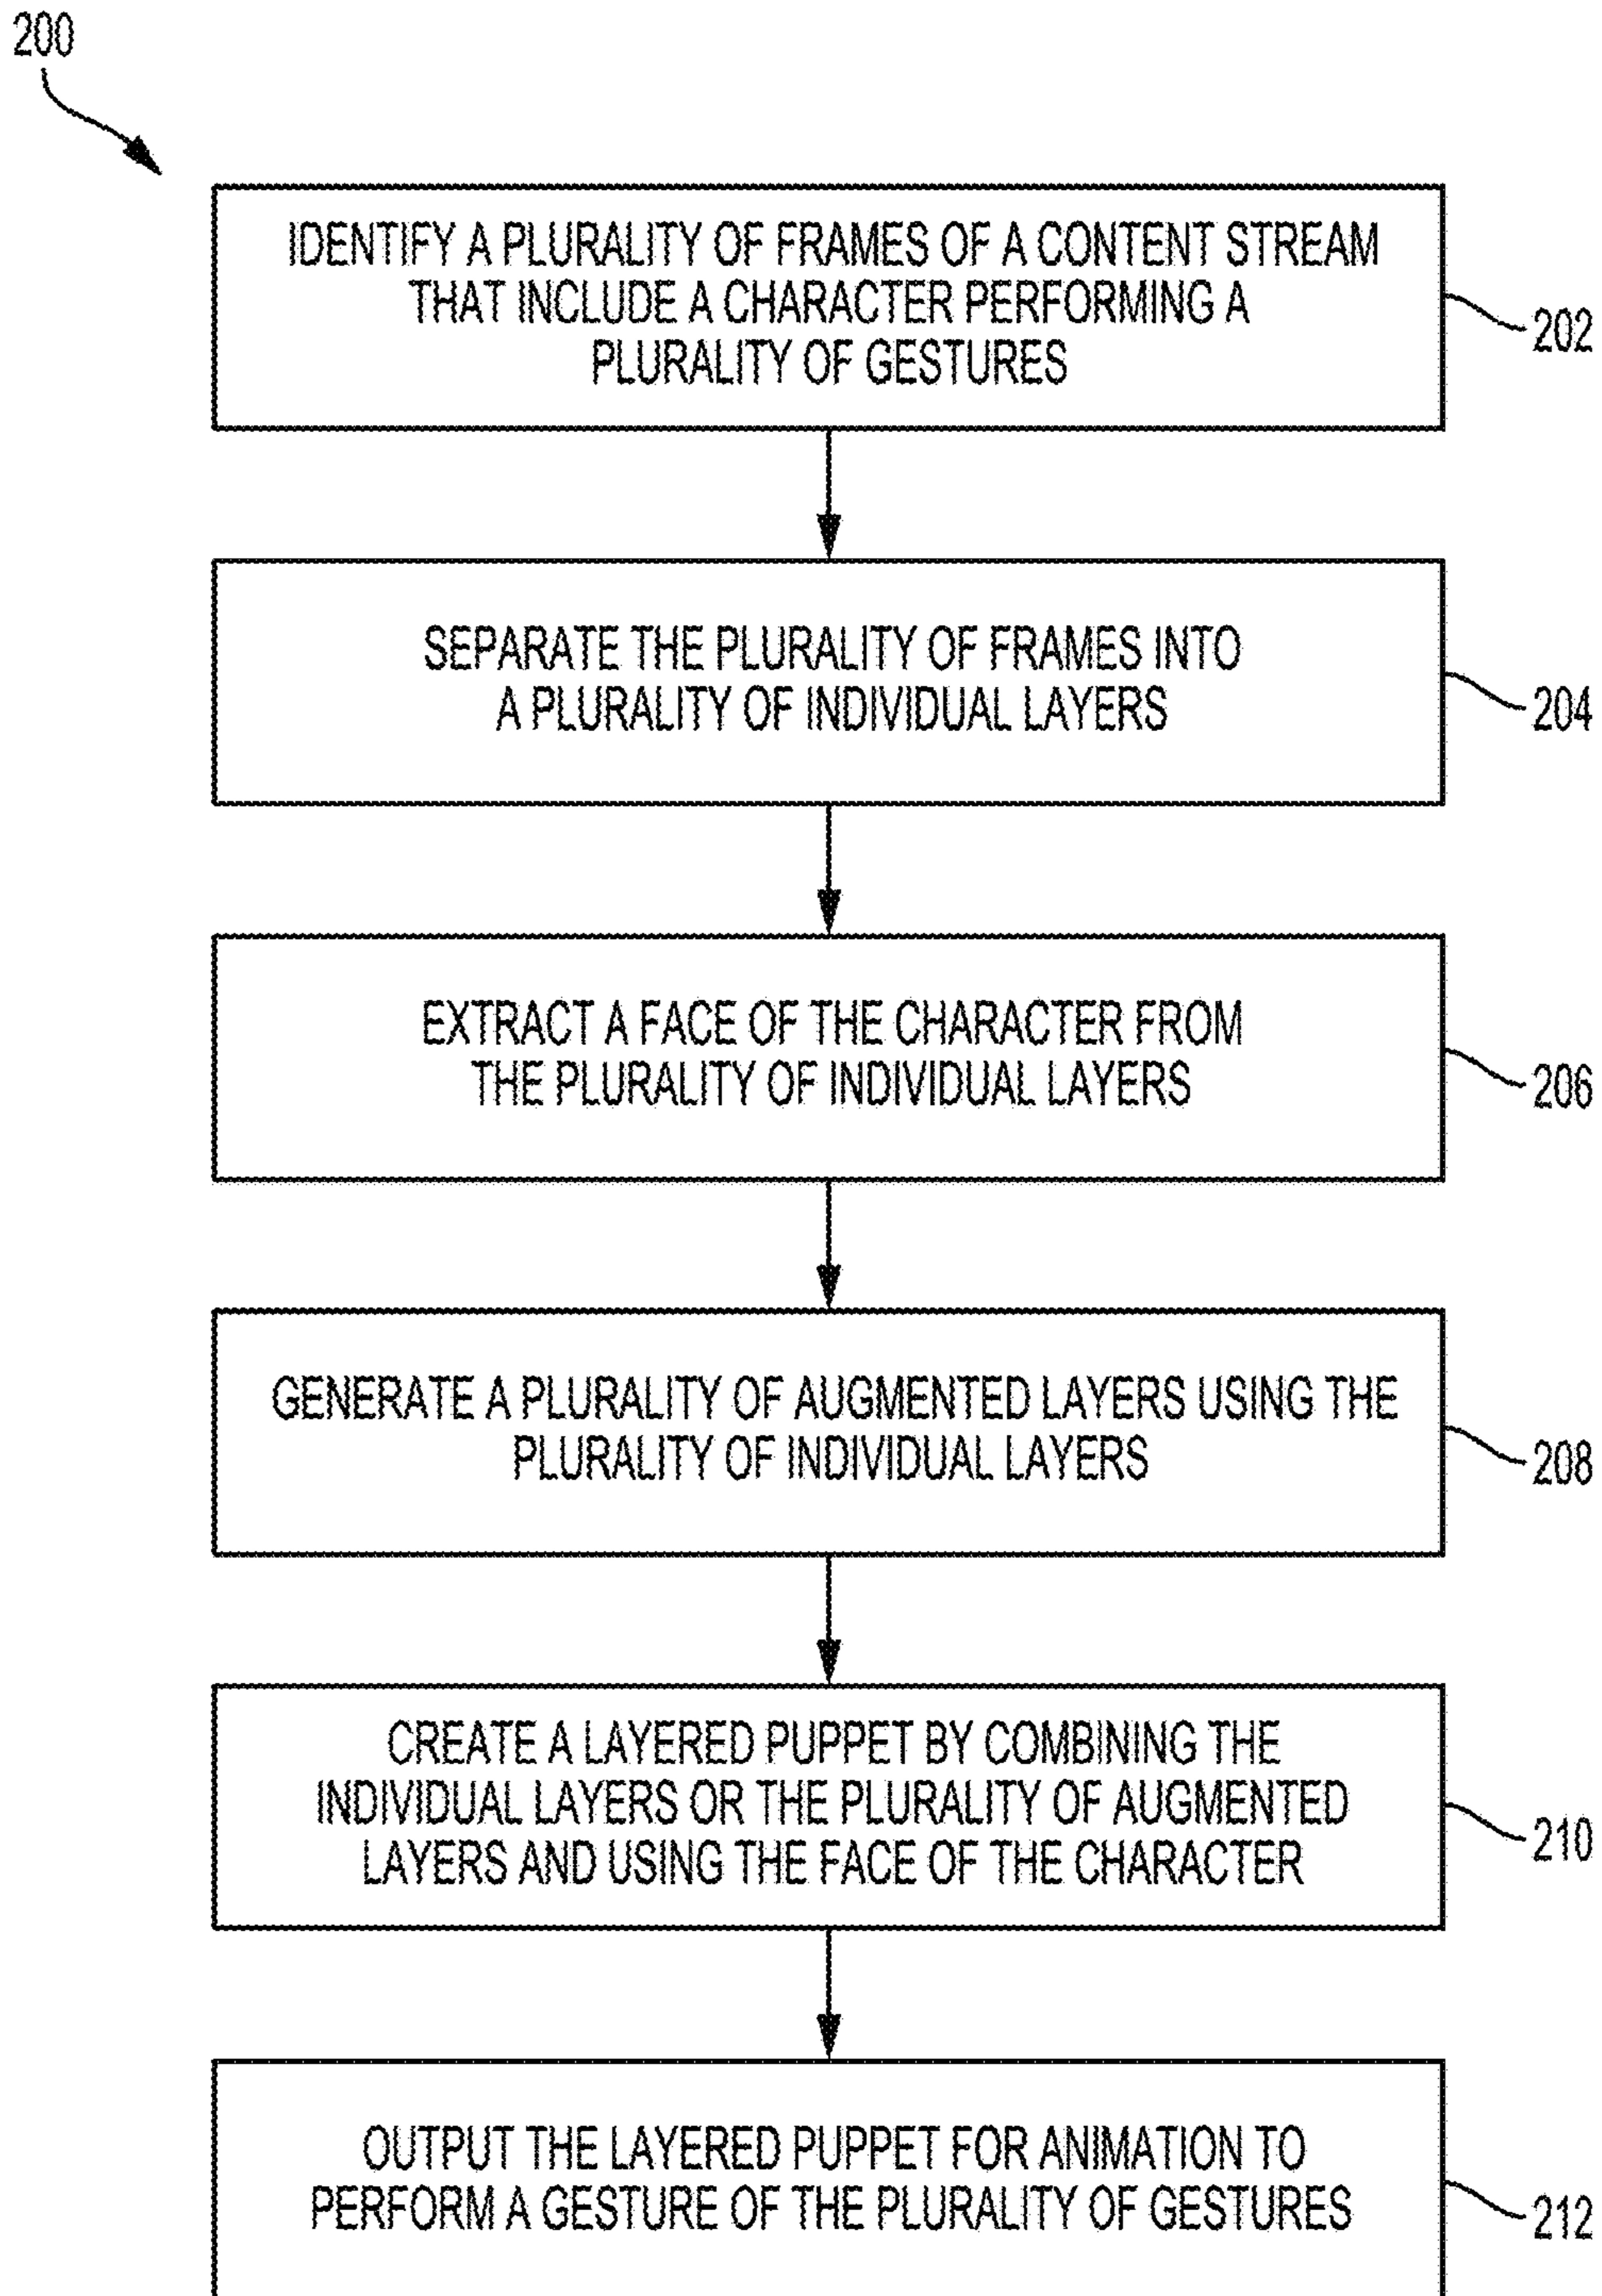 200
IDENTIFY A PLURALITY OF FRAMES OF A CONTENT STREAM
THAT INCLUDE A CHARACTER PERFORMING A
PLURALITY OF GESTURES
202
SEPARATE THE PLURALITY OF FRAMES INTO
A PLURALITY OF INDIVIDUAL LAYERS
204
EXTRACT A FACE OF THE CHARACTER FROM
THE PLURALITY OF INDIVIDUAL LAYERS
206
GENERATE A PLURALITY OF AUGMENTED LAYERS USING THE
PLURALITY OF INDIVIDUAL LAYERS
208
CREATE A LAYERED PUPPET BY COMBINING THE
INDIVIDUAL LAYERS OR THE PLURALITY OF AUGMENTED
LAYERS AND USING THE FACE OF THE CHARACTER
210
OUTPUT THE LAYERED PUPPET FOR ANIMATION TO
PERFORM A GESTURE OF THE PLURALITY OF GESTURES
212